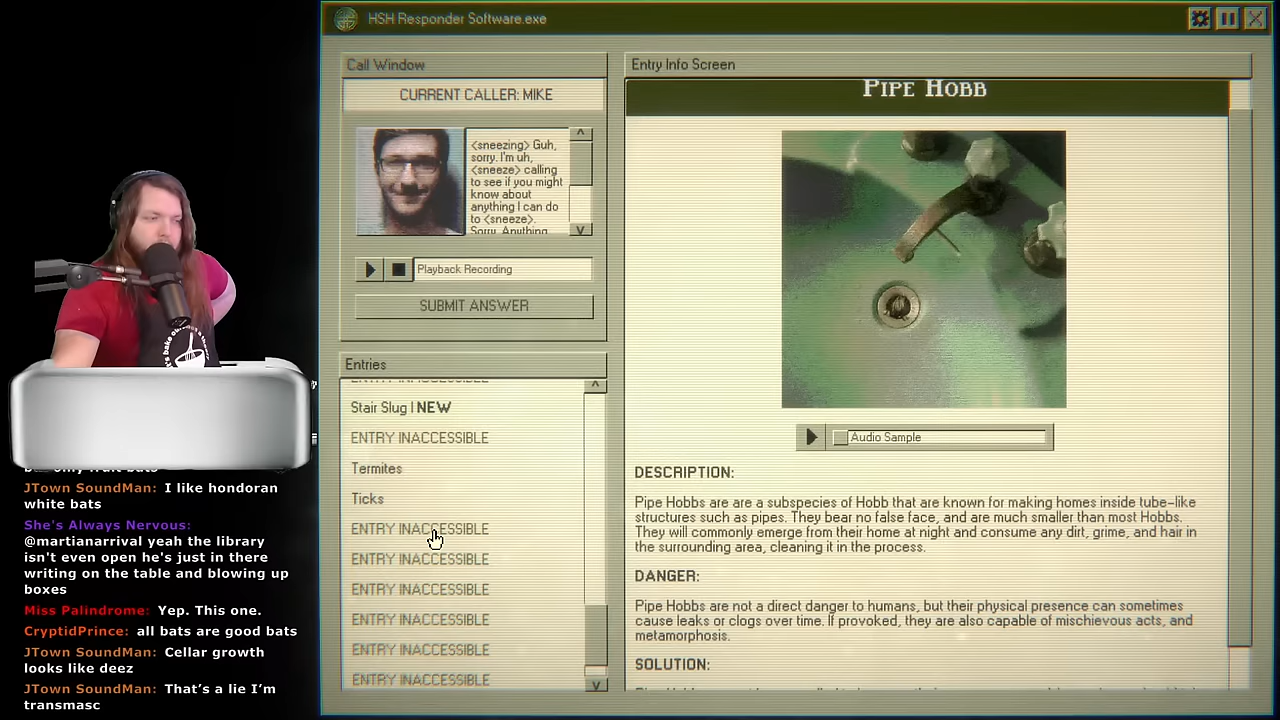 HSH Responder Software.exe
Call Window
CURRENT CALLER: MIKE
<sneezing> Guh,
sorry. I'm uh,
<sneeze> calling
to see if you might
know about
anything I can do
to <sneeze>.
Sorry. Anything
Playback Recording
SUBMIT ANSWER
Entries
ENTRY INACCESSIBLE
Stair Slug | NEW
ENTRY INACCESSIBLE
Termites
Ticks
ENTRY INACCESSIBLE
ENTRY INACCESSIBLE
ENTRY INACCESSIBLE
ENTRY INACCESSIBLE
ENTRY INACCESSIBLE
ENTRY INACCESSIBLE
Entry Info Screen
PIPE HOBB
Audio Sample
DESCRIPTION:
Pipe Hobbs are are a subspecies of Hobb that are known for making homes inside tube-like
structures such as pipes. They bear no false face, and are much smaller than most Hobbs.
They will commonly emerge from their home at night and consume any dirt, grime, and hair in
the surrounding area, cleaning it in the process.
DANGER:
Pipe Hobbs are not a direct danger to humans, but their physical presence can sometimes
cause leaks or clogs over time. If provoked, they are also capable of mischievous acts, and
metamorphosis.
SOLUTION:
JTown SoundMan: I like hondoran
white bats
She's Always Nervous:
@martianarrival yeah the library
isn't even open he's just in there
writing on the table and blowing up
boxes
Miss Palindrome: Yep. This one.
CryptidPrince: all bats are good bats
JTown SoundMan: Cellar growth
looks like deez
JTown SoundMan: That's a lie I'm
transmasc